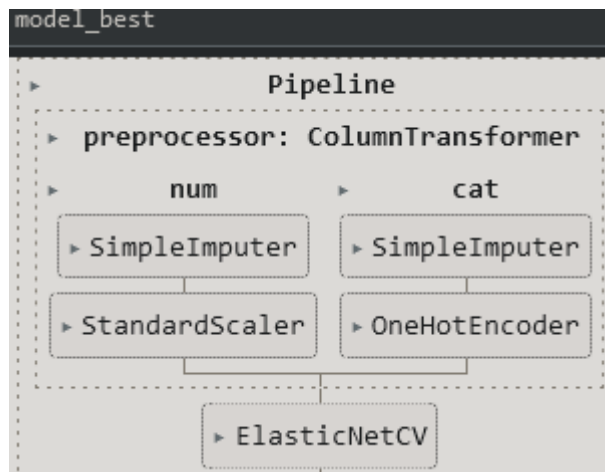 model_best
Pipeline
preprocessor: ColumnTransformer
num cat
SimpleImputer SimpleImputer
StandardScaler OneHotEncoder
ElasticNetCV